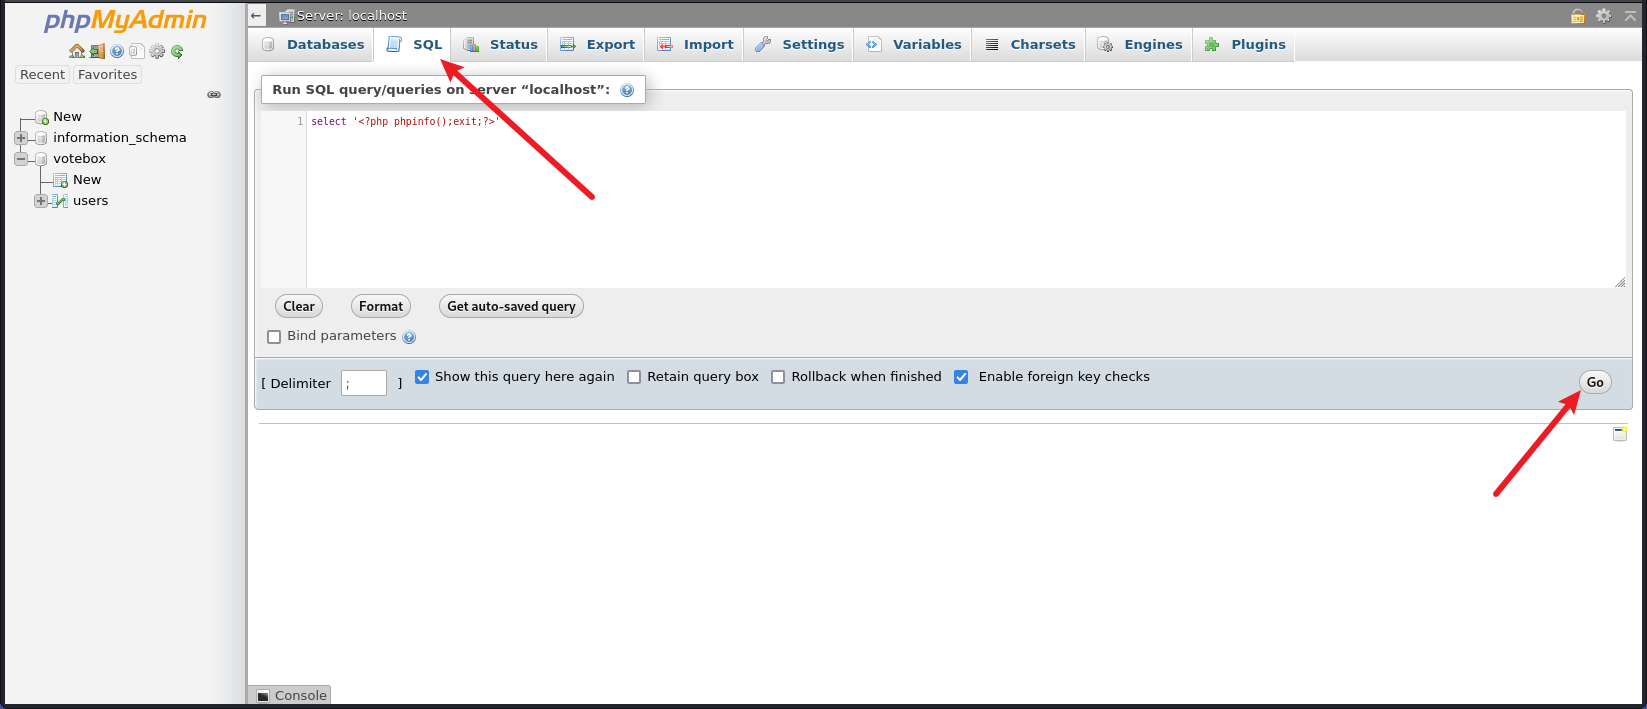 phpMyAdmin
Recent Favorites
New
information_schema
votebox
New
users
Server: localhost
Databases SQL Status Export Import Settings Variables Charsets Engines Plugins
Run SQL query/queries on server “localhost”:
1 select '<?php phpinfo();exit;?>'
Clear Format Get auto-saved query
Bind parameters
[ Delimiter ; ] Show this query here again Retain query box Rollback when finished Enable foreign key checks Go
Console